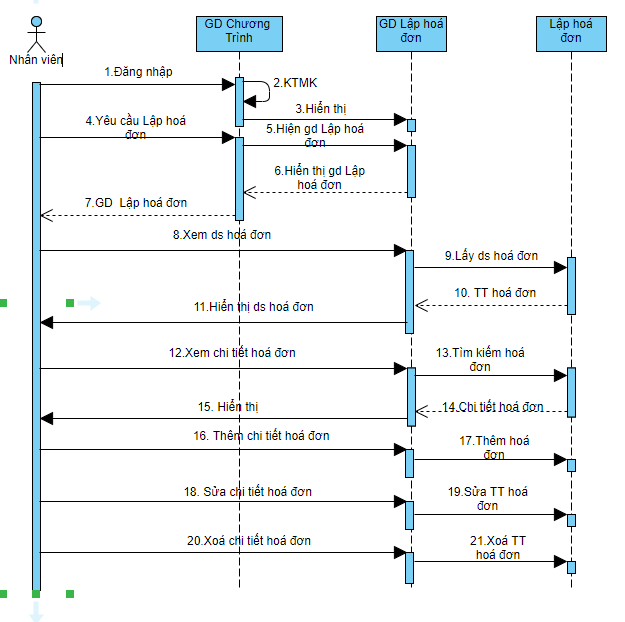 GD Chương
Trình
GD Lập hoá
đơn
Lập hoá
đơn
Nhân viên
1.Đăng nhập
2.KTMK
3.Hiển thị
4.Yêu cầu Lập hoá
đơn
5.Hiện gd Lập hoá
đơn
6.Hiển thị gd Lập
hoá đơn
7.GD Lập hoá đơn
8.Xem ds hoá đơn
9.Lấy ds hoá đơn
10. TT hoá đơn
11.Hiển thị ds hoá đơn
12.Xem chi tiết hoá đơn
13.Tìm kiếm hoá
đơn
14.Chi tiết hoá đơn
15. Hiển thị
16. Thêm chi tiết hoá đơn
17.Thêm hoá
đơn
18. Sửa chi tiết hoá đơn
19.Sửa TT hoá
đơn
20.Xoá chi tiết hoá đơn
21.Xoá TT
hoá đơn